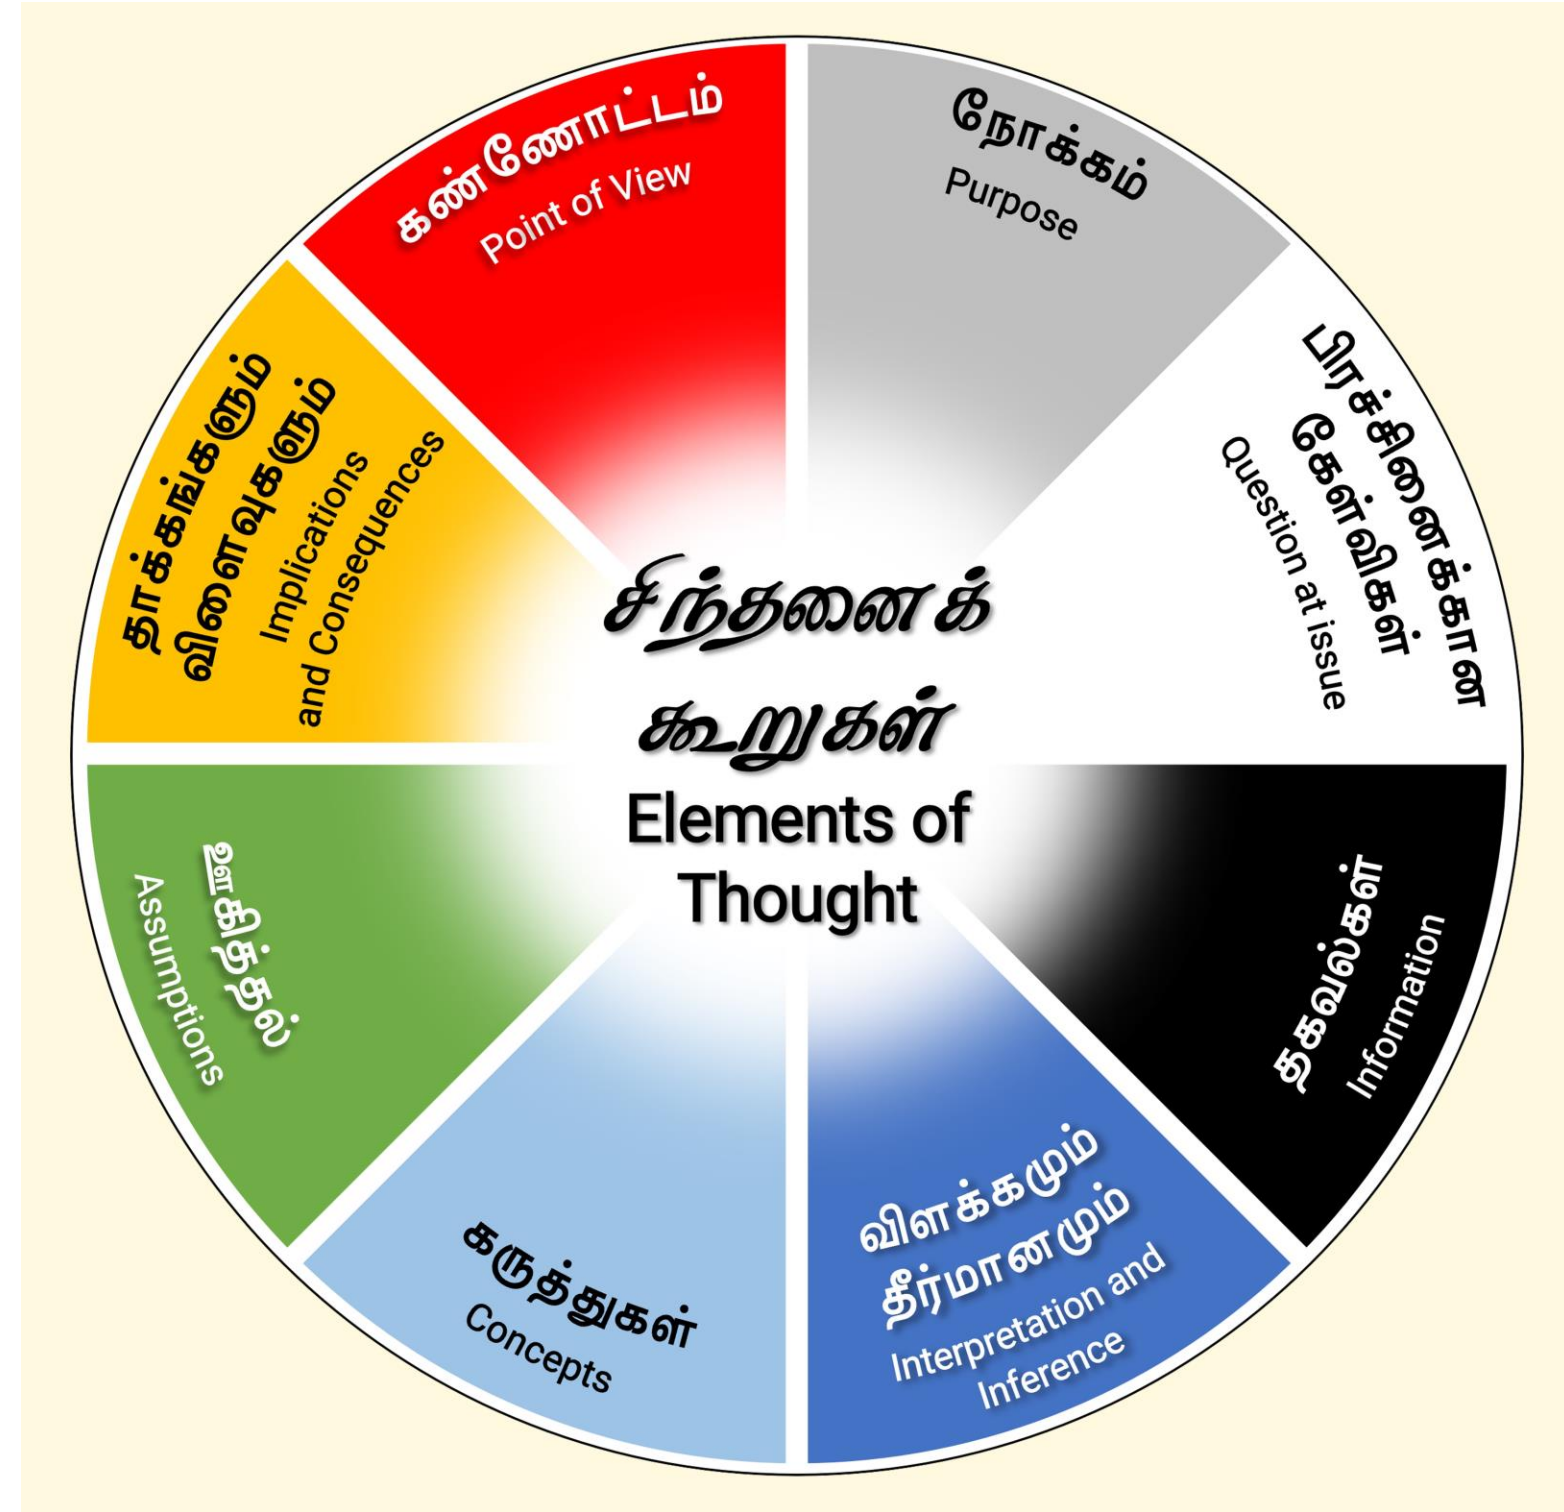 சிந்தனைக்
கூறுகள்
Elements of
Thought
நோக்கம்
Purpose
பிரச்சினைக்கான
கேள்விகள்
Question at issue
தகவல்கள்
Information
விளக்கமும்
தீர்மானமும்
Interpretation and
Inference
கருத்துகள்
Concepts
ஊகித்தல்
Assumptions
தாக்கங்களும்
விளைவுகளும்
Implications
and Consequences
கண்ணோட்டம்
Point of View